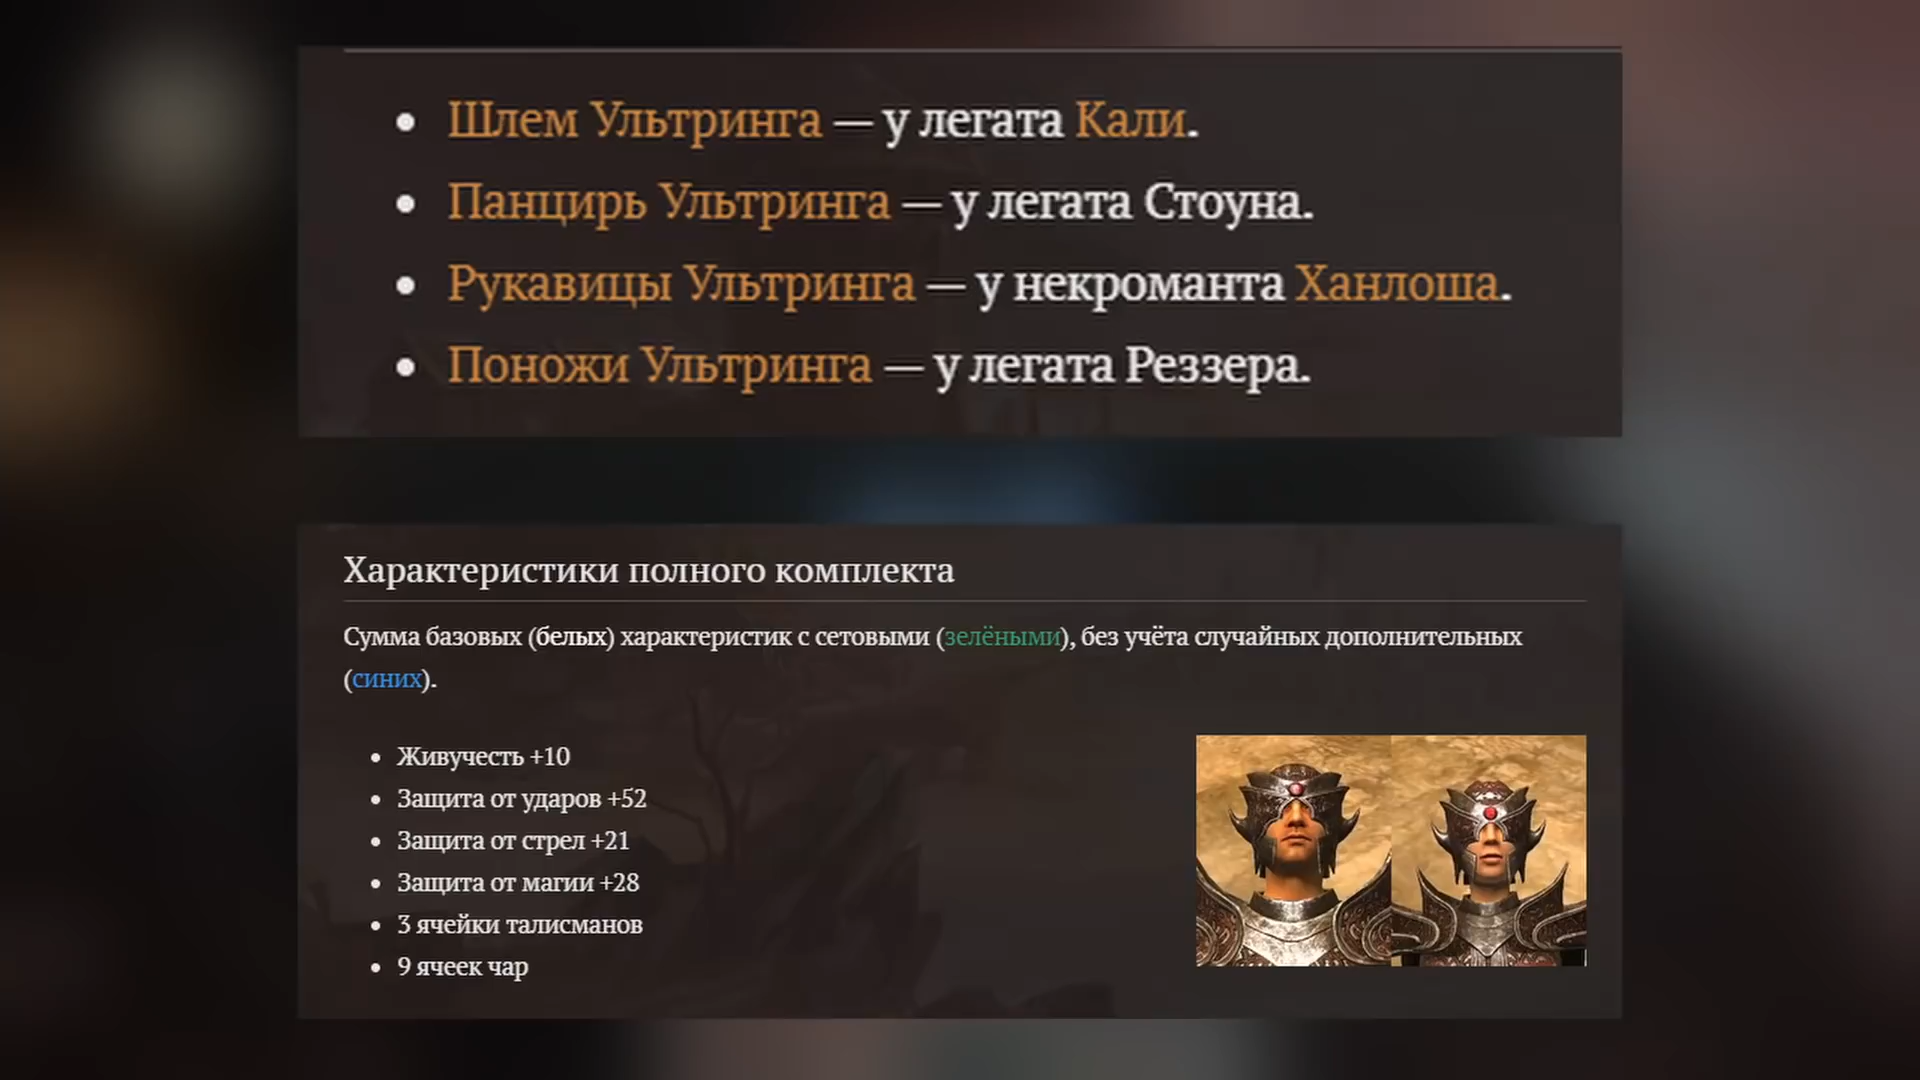 Шлем Ультринга — у легата Кали.
Панцирь Ультринга — у легата Стоуна.
Рукавицы Ультринга — у некроманта Ханлоша.
Поножи Ультринга — у легата Реззера.
Характеристики полного комплекта
Сумма базовых (белых) характеристик с сетовыми (зелёными), без учёта случайных дополнительных
(синих).
Живучесть +10
Защита от ударов +52
Защита от стрел +21
Защита от магии +28
3 ячейки талисманов
9 ячеек чар